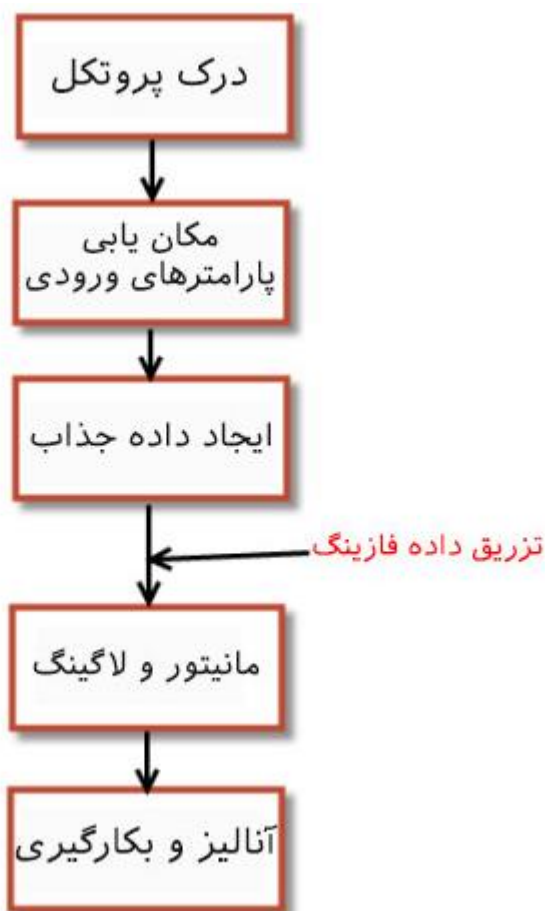 درک پروتکل
مکان یابی
پارامترهای ورودی
ایجاد داده جذاب
تزریق داده فازینگ
مانیتور و لاگینگ
آنالیز و بکارگیری